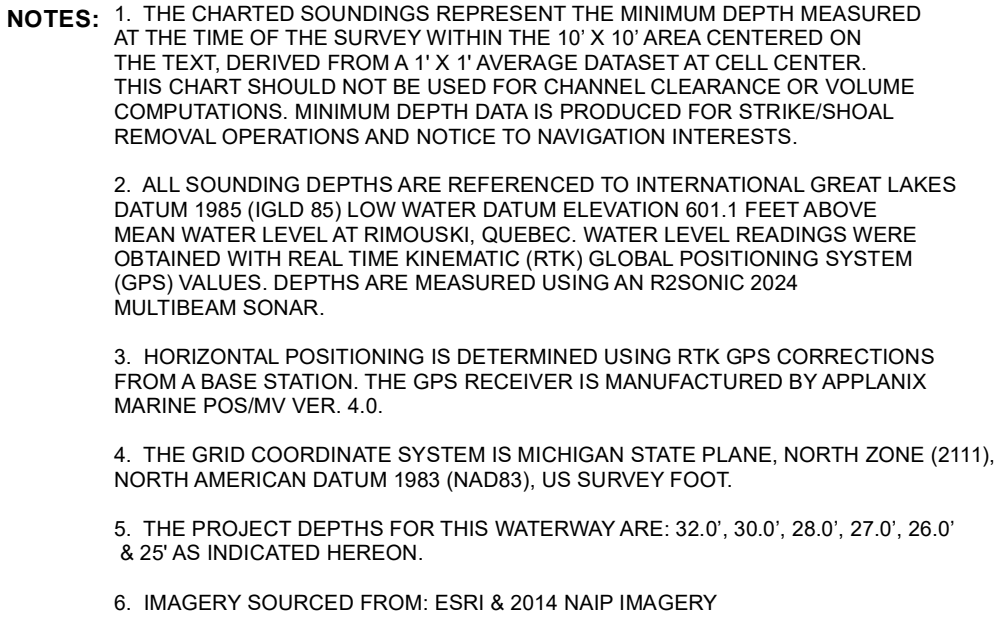 NOTES: 1. THE CHARTED SOUNDINGS REPRESENT THE MINIMUM DEPTH MEASURED
AT THE TIME OF THE SURVEY WITHIN THE 10’ X 10’ AREA CENTERED ON
THE TEXT, DERIVED FROM A 1' X 1' AVERAGE DATASET AT CELL CENTER.
THIS CHART SHOULD NOT BE USED FOR CHANNEL CLEARANCE OR VOLUME
COMPUTATIONS. MINIMUM DEPTH DATA IS PRODUCED FOR STRIKE/SHOAL
REMOVAL OPERATIONS AND NOTICE TO NAVIGATION INTERESTS.
2. ALL SOUNDING DEPTHS ARE REFERENCED TO INTERNATIONAL GREAT LAKES
DATUM 1985 (IGLD 85) LOW WATER DATUM ELEVATION 601.1 FEET ABOVE
MEAN WATER LEVEL AT RIMOUSKI, QUEBEC. WATER LEVEL READINGS WERE
OBTAINED WITH REAL TIME KINEMATIC (RTK) GLOBAL POSITIONING SYSTEM
(GPS) VALUES. DEPTHS ARE MEASURED USING AN R2SONIC 2024
MULTIBEAM SONAR.
3. HORIZONTAL POSITIONING IS DETERMINED USING RTK GPS CORRECTIONS
FROM A BASE STATION. THE GPS RECEIVER IS MANUFACTURED BY APPLANIX
MARINE POS/MV VER. 4.0.
4. THE GRID COORDINATE SYSTEM IS MICHIGAN STATE PLANE, NORTH ZONE (2111),
NORTH AMERICAN DATUM 1983 (NAD83), US SURVEY FOOT.
5. THE PROJECT DEPTHS FOR THIS WATERWAY ARE: 32.0’, 30.0’, 28.0’, 27.0’, 26.0’
& 25' AS INDICATED HEREON.
6. IMAGERY SOURCED FROM: ESRI & 2014 NAIP IMAGERY